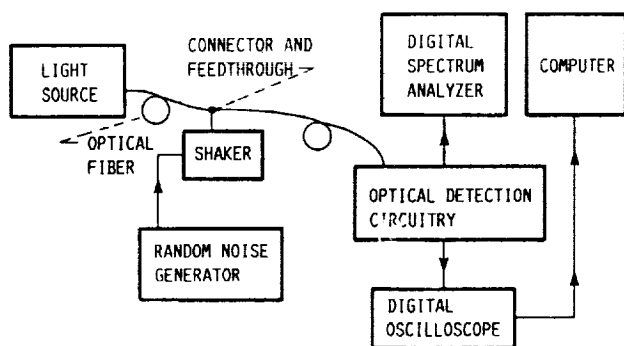 LIGHT
SOURCE
CONNECTOR AND
FEEDTHROUGH
DIGITAL
SPECTRUM
ANALYZER
COMPUTER
OPTICAL
FIBER
SHAKER
OPTICAL DETECTION
CIRCUITRY
RANDOM NOISE
GENERATOR
DIGITAL
OSCILLOSCOPE